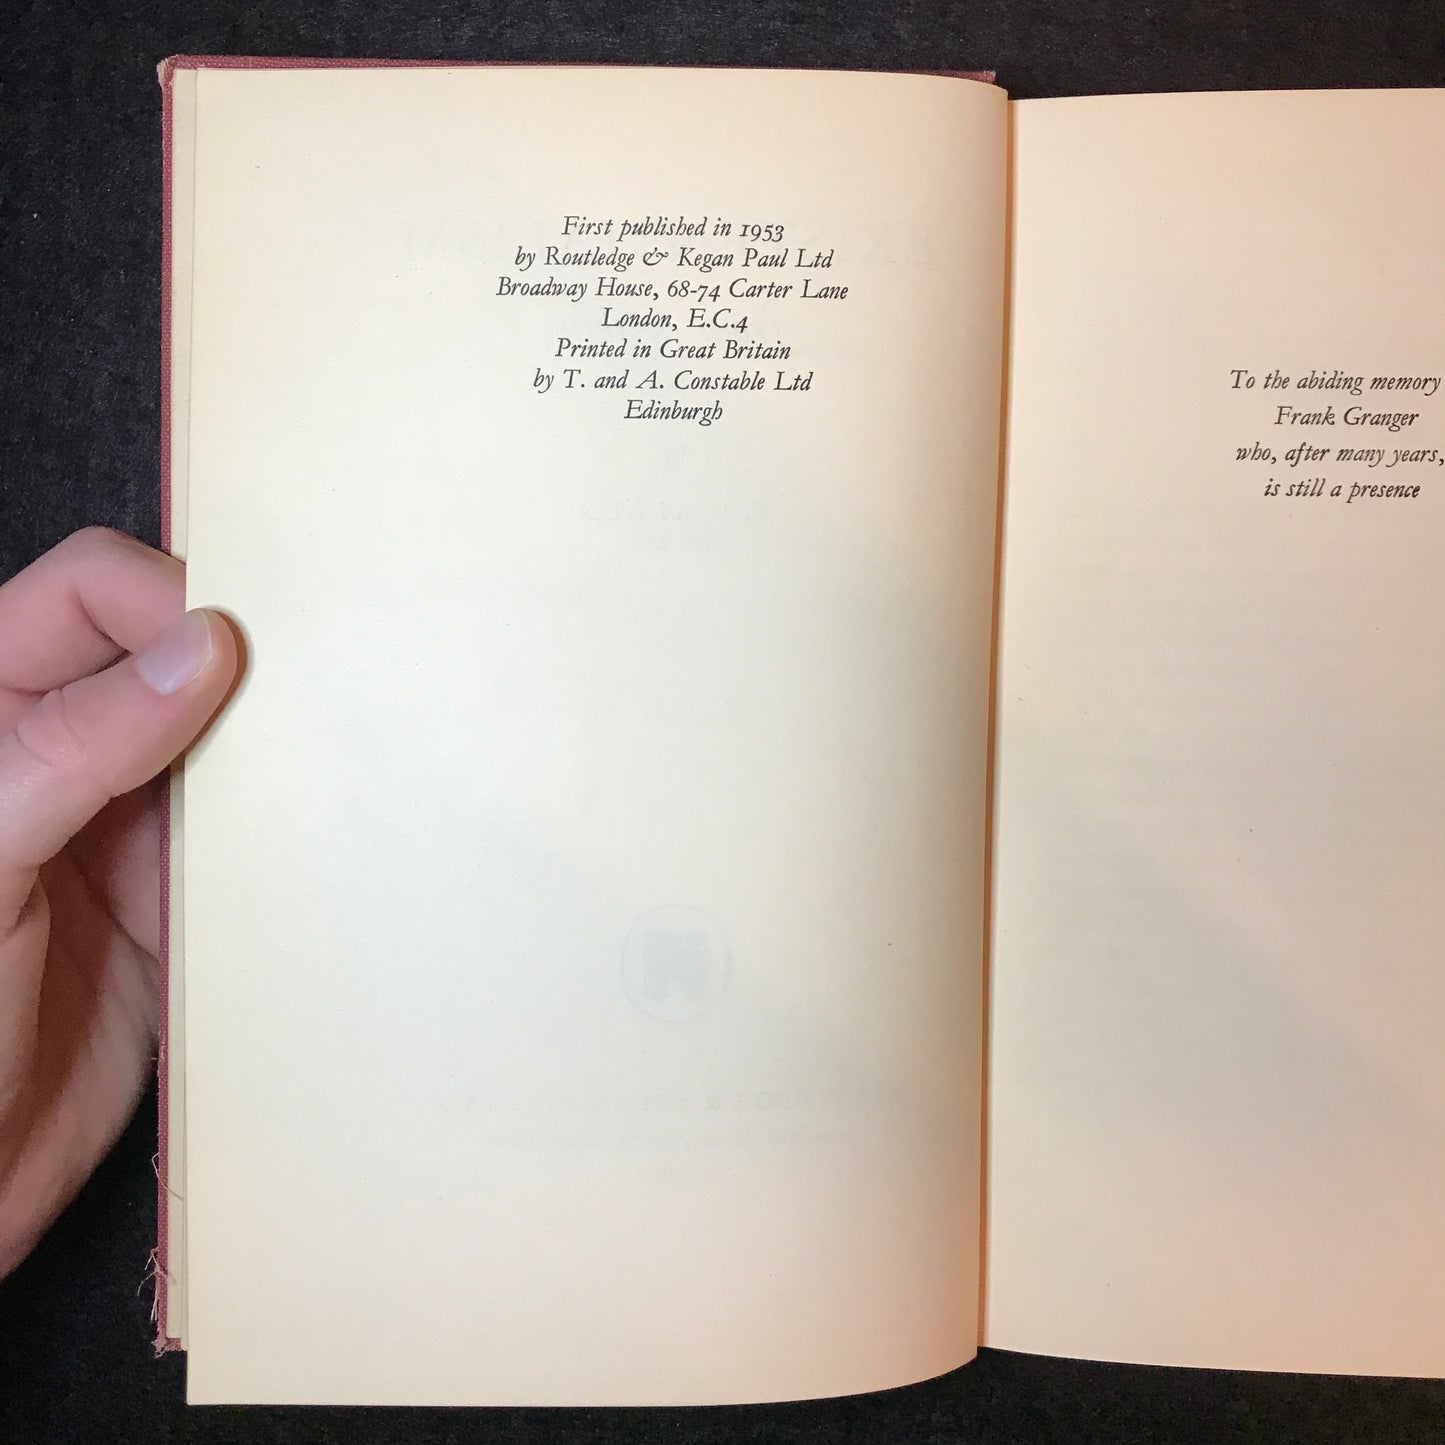 First published in 1953
by Routledge & Kegan Paul Ltd
Broadway House, 68-74 Carter Lane
London, E.C.4
Printed in Great Britain
by T. and A. Constable Ltd
Edinburgh
To the abiding memory
Frank Granger
who, after many years,
is still a presence